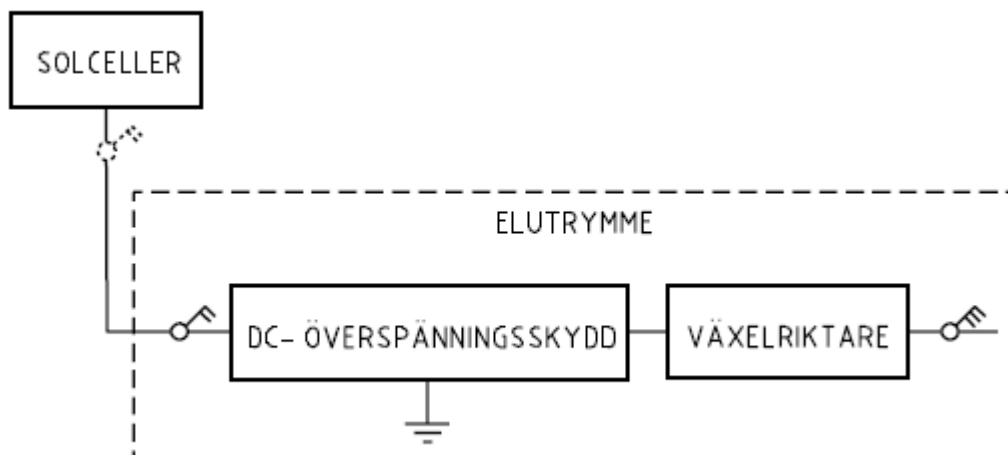 SOLCELLER
ELUTRYMME
DC- ÖVERSPÄNNINGSSKYDD
VÄXELRIKTARE